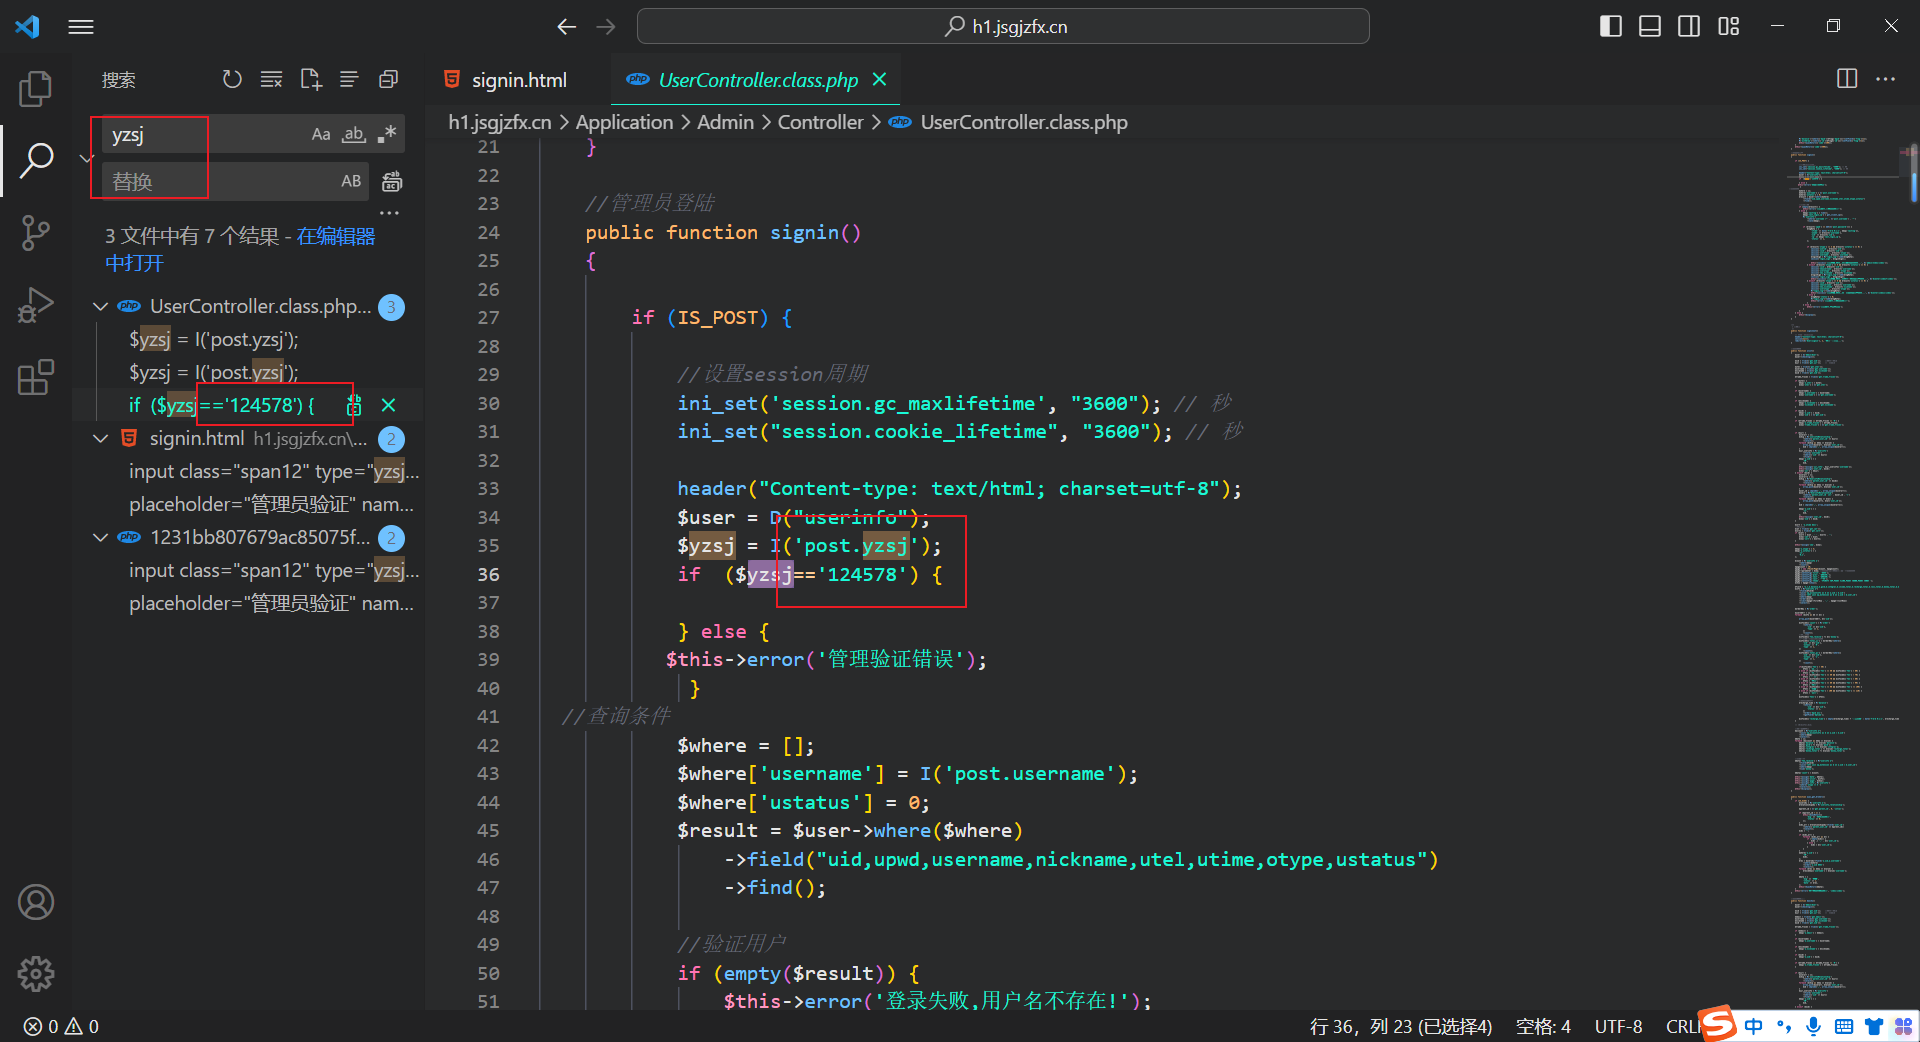 h1.jsgjzfx.cn
搜索
yzsj
Aa ab
替换
AB
3 文件中有 7 个结果 - 在编辑器
中打开
UserController.class.php... 3
$yzsj = I('post.yzsj');
$yzsj = I('post.yzsj');
if ($yzsj=='124578') {
signin.html h1.jsgjzfx.cn\... 2
input class="span12" type="yzsj...
placeholder="管理员验证" nam...
1231bb807679ac85075f... 2
input class="span12" type="yzsj...
placeholder="管理员验证" nam...
signin.html
UserController.class.php
h1.jsgjzfx.cn > Application > Admin > Controller > UserController.class.php
21 }
22
23 //管理员登陆
24 public function signin()
25 {
26
27 if (IS_POST) {
28
29 //设置session周期
30 ini_set('session.gc_maxlifetime', "3600"); // 秒
31 ini_set("session.cookie_lifetime", "3600"); // 秒
32
33 header("Content-type: text/html; charset=utf-8");
34 $user = D("userinfo");
35 $yzsj = I('post.yzsj');
36 if  ($yzsj=='124578') {
37
38 } else {
39 $this->error('管理验证错误');
40 }
41 //查询条件
42 $where = [];
43 $where['username'] = I('post.username');
44 $where['ustatus'] = 0;
45 $result = $user->where($where)
46 ->field("uid,upwd,username,nickname,utel,utime,otype,ustatus")
47 ->find();
48
49 //验证用户
50 if (empty($result)) {
51 $this->error('登录失败,用户名不存在!');
0 0
行 36，列 23 (已选择4)
空格: 4
UTF-8
CRL
中